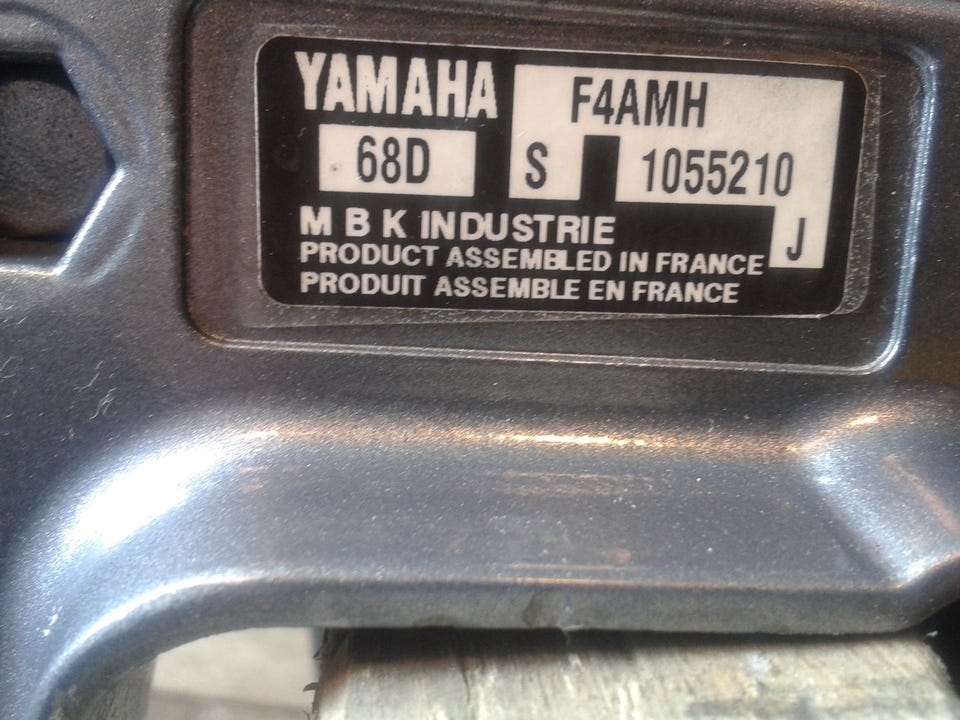 YAMAHA F4AMH
68D S 1055210
M B K INDUSTRIE J
PRODUCT ASSEMBLED IN FRANCE
PRODUIT ASSEMBLE EN FRANCE